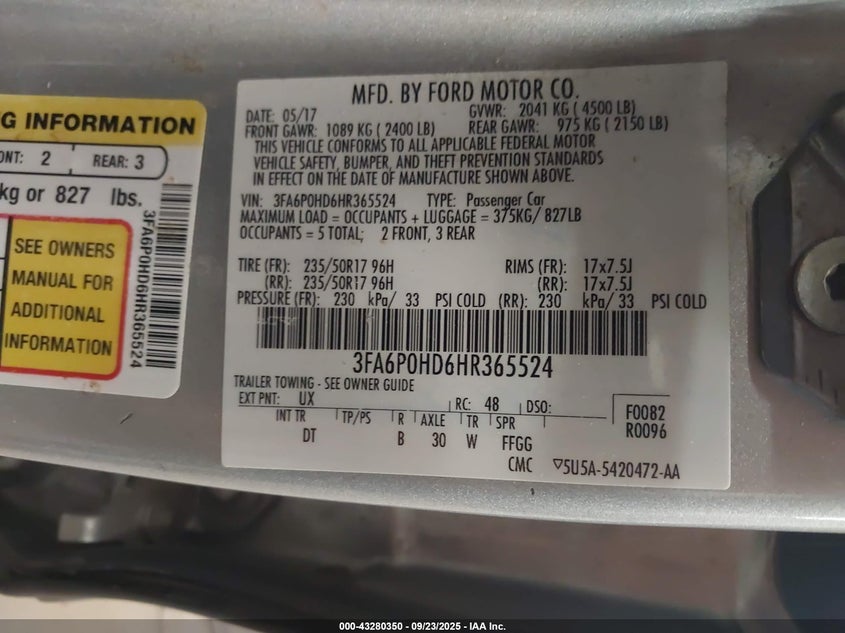 G INFORMATION
ONT: 2 REAR: 3
kg or 827 lbs.
SEE OWNERS
MANUAL FOR
ADDITIONAL
INFORMATION
3FA6P0HD6HR365524
MFD. BY FORD MOTOR CO.
DATE: 05/17 GVWR: 2041 KG ( 4500 LB)
FRONT GAWR: 1089 KG ( 2400 LB) REAR GAWR: 975 KG ( 2150 LB)
THIS VEHICLE CONFORMS TO ALL APPLICABLE FEDERAL MOTOR
VEHICLE SAFETY, BUMPER, AND THEFT PREVENTION STANDARDS
IN EFFECT ON THE DATE OF MANUFACTURE SHOWN ABOVE.
VIN: 3FA6P0HD6HR365524 TYPE: Passenger Car
MAXIMUM LOAD = OCCUPANTS + LUGGAGE = 375KG/ 827LB
OCCUPANTS = 5 TOTAL; 2 FRONT, 3 REAR
TIRE (FR): 235/50R17 96H RIMS (FR): 17x7.5J
(RR): 235/50R17 96H (RR): 17x7.5J
PRESSURE (FR): 230 kPa/ 33 PSI COLD (RR): 230 kPa/ 33 PSI COLD
3FA6P0HD6HR365524
TRAILER TOWING - SEE OWNER GUIDE
EXT PNT: UX RC: 48 DSO: F0082
INT TR TP/PS R AXLE TR SPR R0096
DT B 30 W FFGG
CMC ▽5U5A-5420472-AA
000-43280350 - 09/23/2025 - IAA Inc.